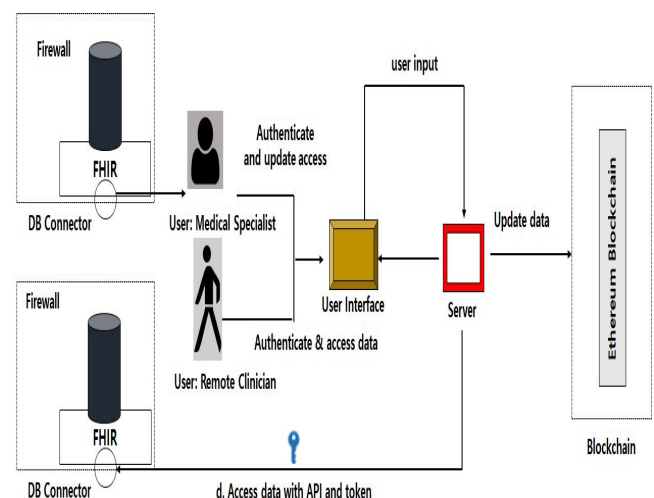 Firewall
FHIR
DB Connector
Authenticate
and update access
User: Medical Specialist
user input
User Interface
Server
Update data
Ethereum Blockchain
Blockchain
Firewall
FHIR
DB Connector
User: Remote Clinician
Authenticate & access data
d. Access data with API and token